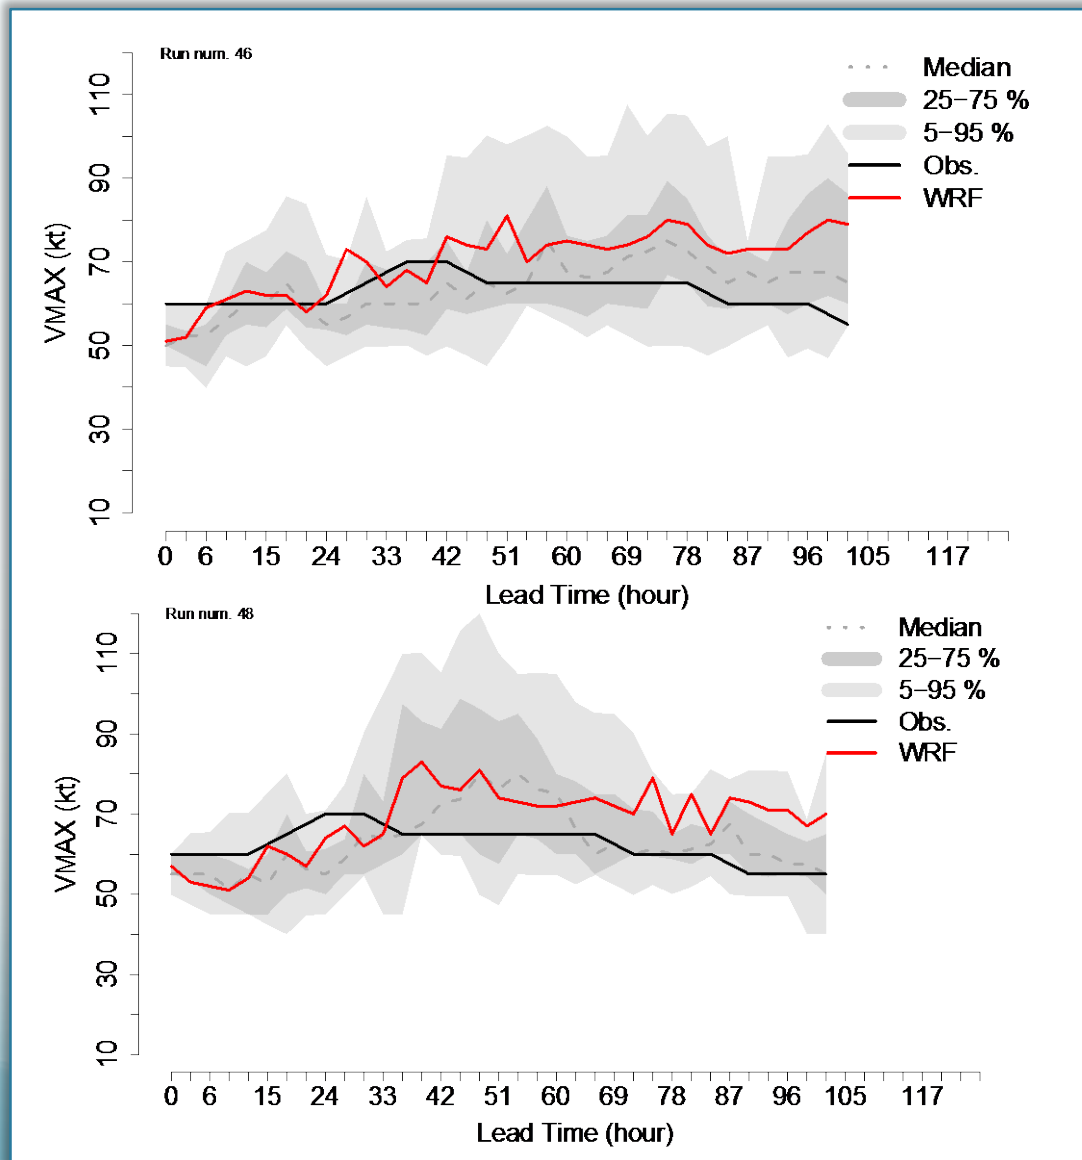 Run num. 46
Median
25−75 %
5−95 %
Obs.
WRF
VMAX (kt)
110
90
70
50
30
10
0 6 15 24 33 42 51 60 69 78 87 96 105 117
Lead Time (hour)
Run num. 48
Median
25−75 %
5−95 %
Obs.
WRF
VMAX (kt)
110
90
70
50
30
10
0 6 15 24 33 42 51 60 69 78 87 96 105 117
Lead Time (hour)